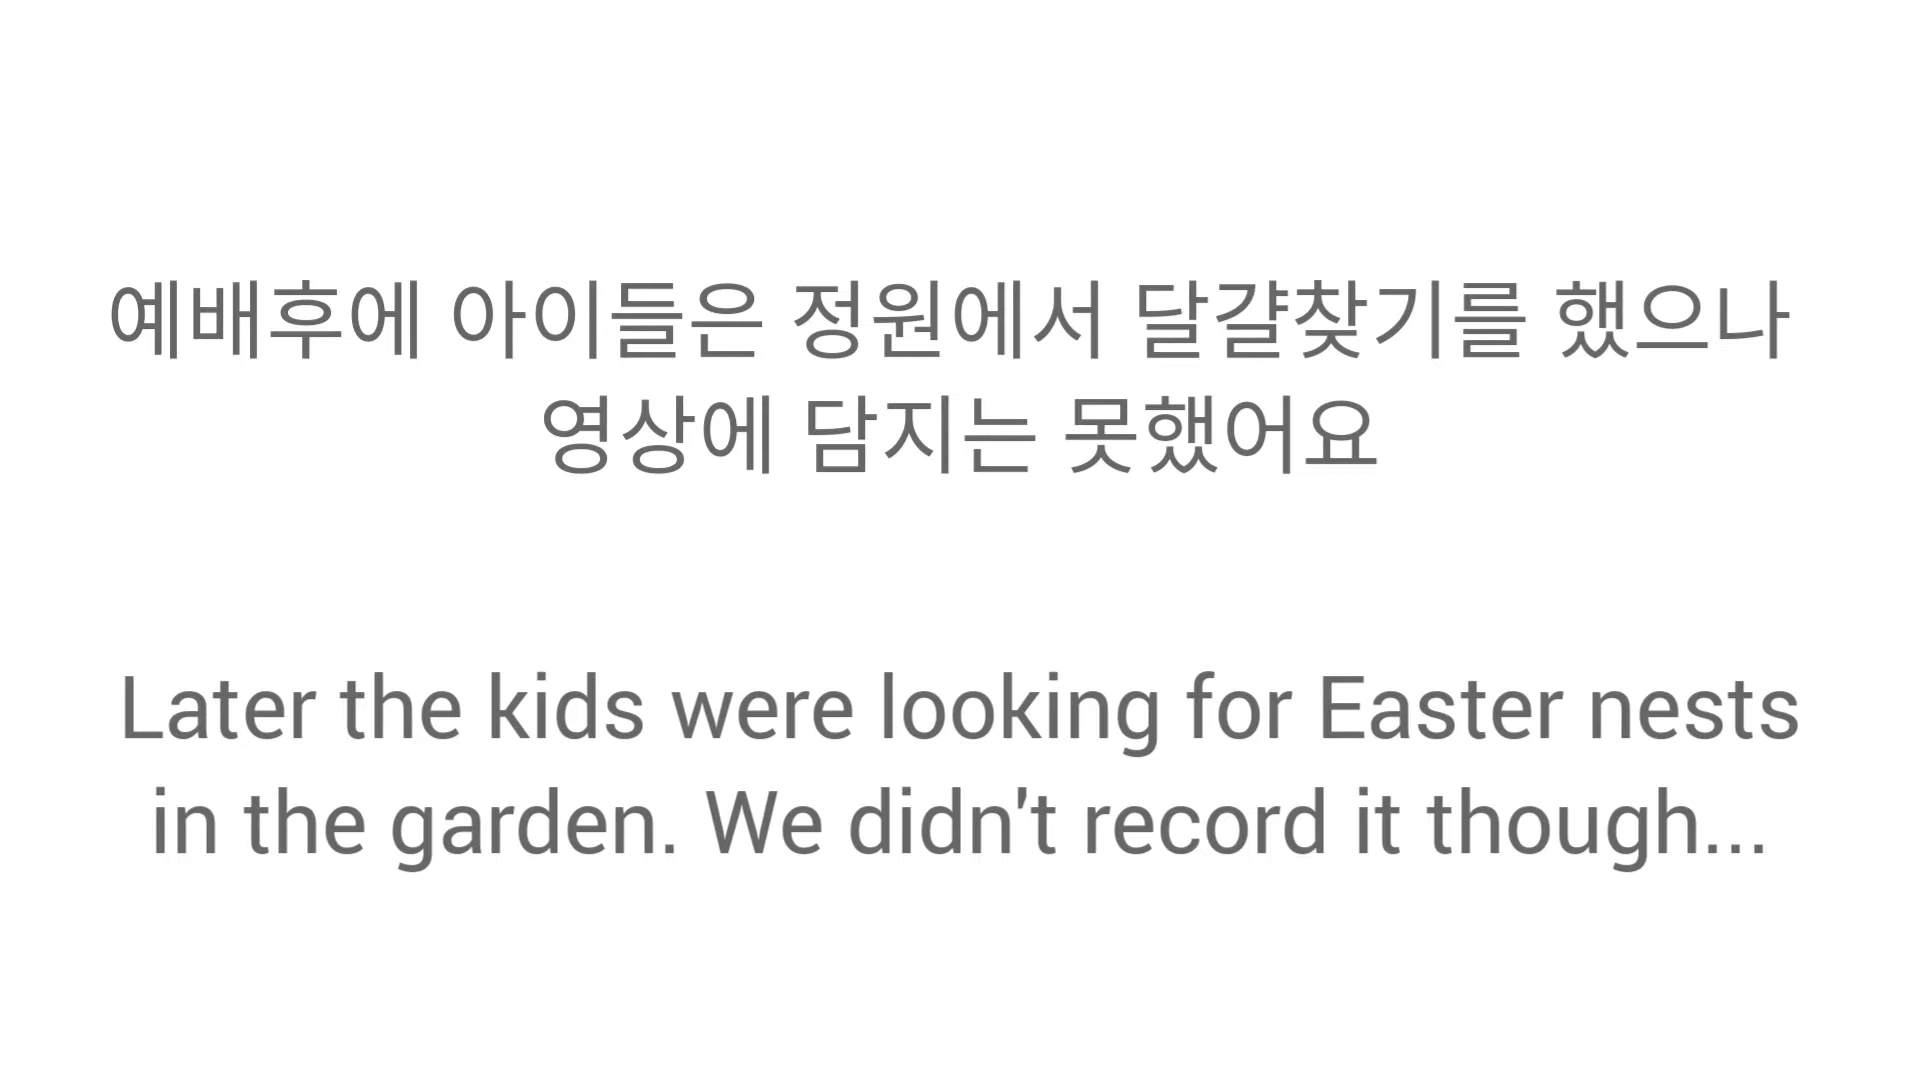 예배후에 아이들은 정원에서 달걀찾기를 했으나
영상에 담지는 못했어요
Later the kids were looking for Easter nests
in the garden. We didn't record it though...